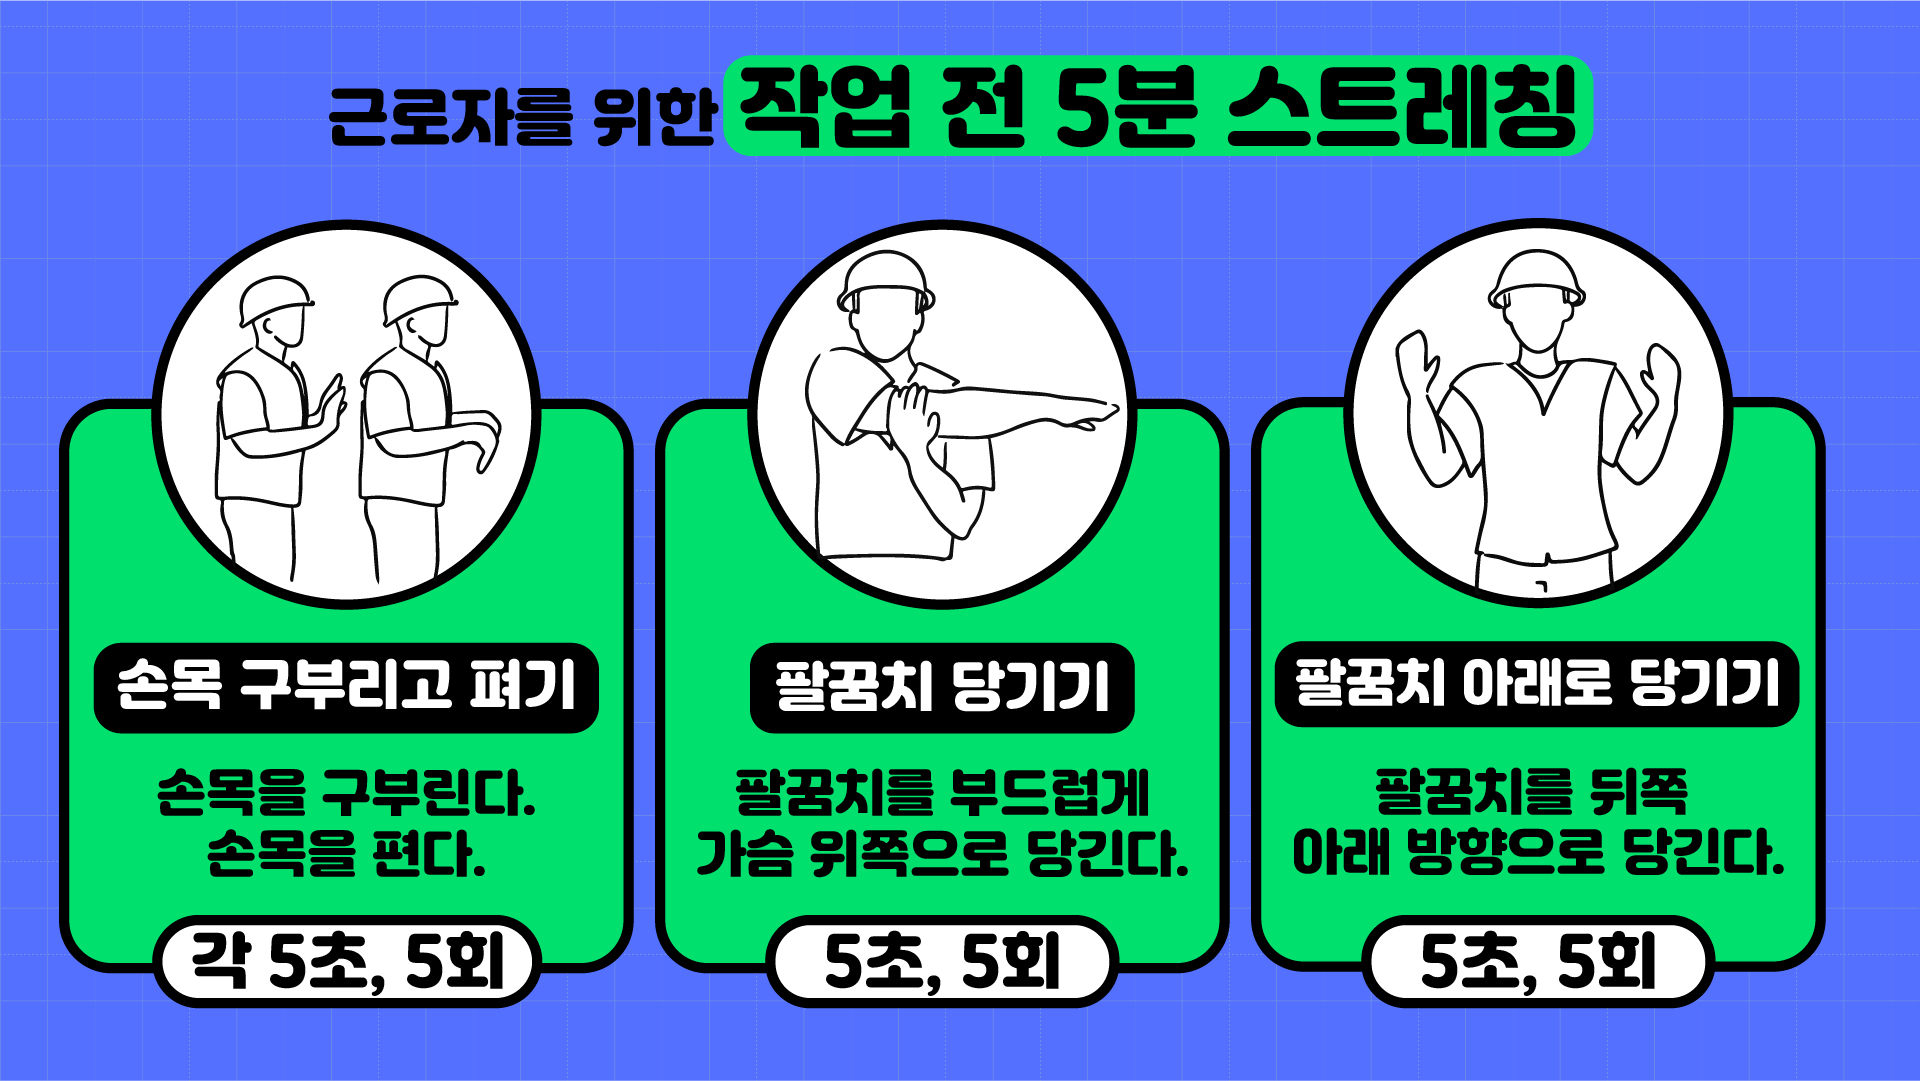 근로자를 위한 작업 전 5분 스트레칭
손목 구부리고 펴기
손목을 구부린다.
손목을 편다.
각 5초, 5회
팔꿈치 당기기
팔꿈치를 부드럽게
가슴 위쪽으로 당긴다.
5초, 5회
팔꿈치 아래로 당기기
팔꿈치를 뒤쪽
아래 방향으로 당긴다.
5초, 5회